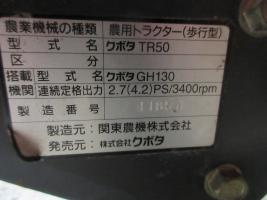 農業機械の種類 農用トラクター(歩行型)
型式名 クボタ TR50
区分
搭載型式名 クボタ GH130
機関 連続定格出力 2.7(4.2)PS/3400rpm
製造番号
製造元: 関東農機株式会社
発売元: 株式会社クボタ